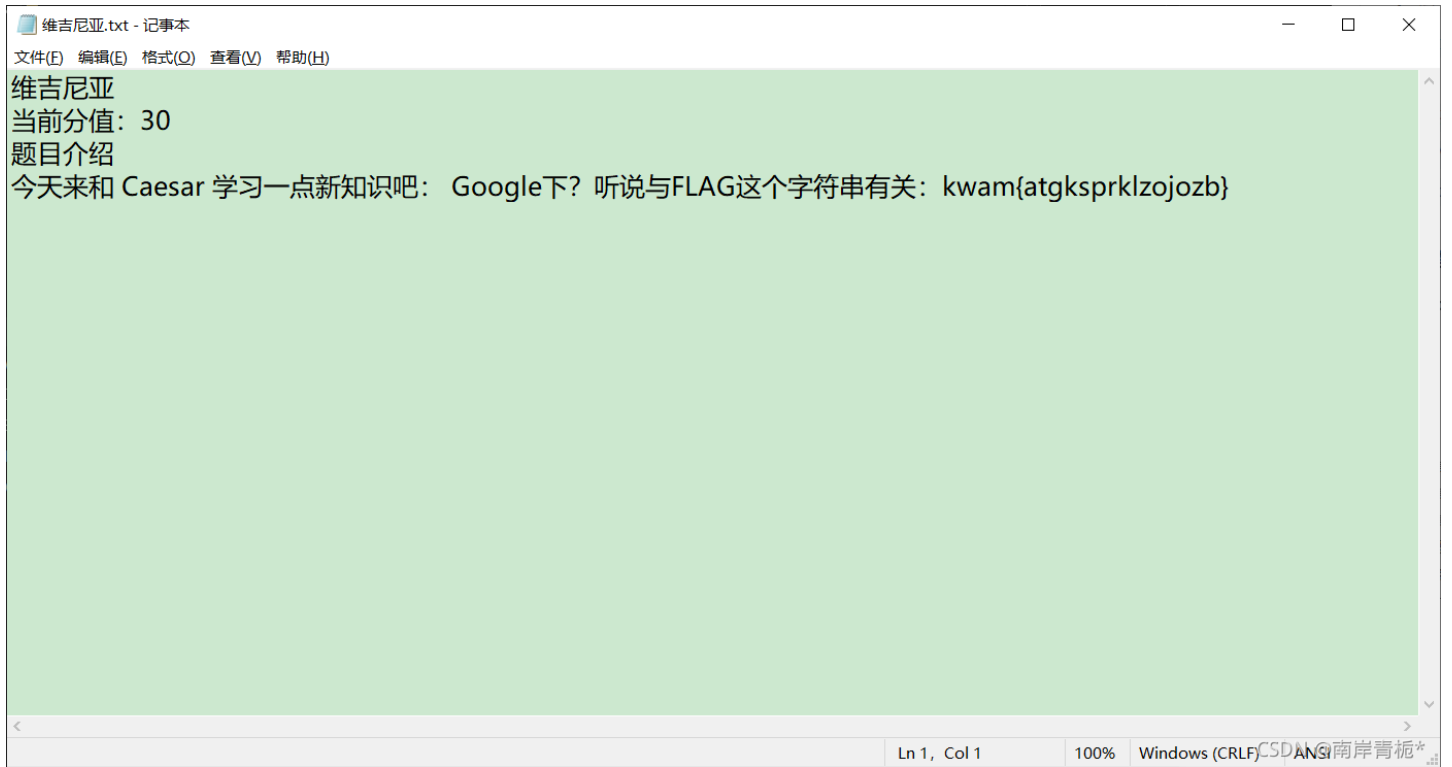 维吉尼亚.txt - 记事本
文件(F) 编辑(E) 格式(O) 查看(V) 帮助(H)
维吉尼亚
当前分值：30
题目介绍
今天来和 Caesar 学习一点新知识吧： Google下？听说与FLAG这个字符串有关：kwam{atgksprklzojozb}
Ln 1，Col 1 100% Windows (CRLF) ANSI
CSDN @南岸青栀*